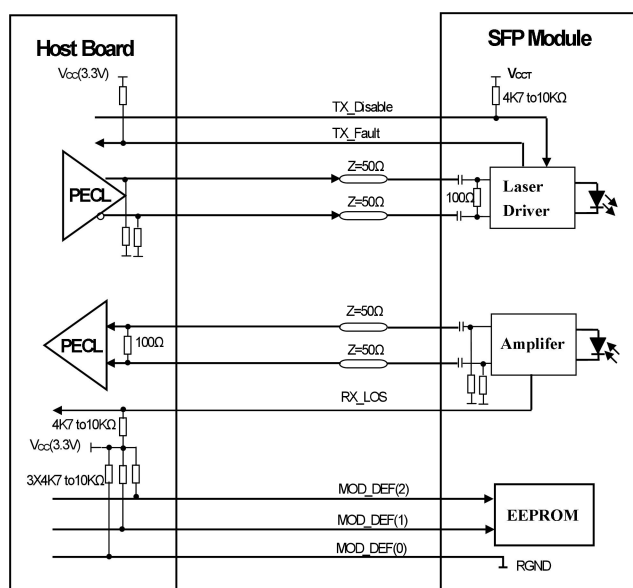 Host Board
SFP Module
Vcc(3.3V)
VCCT
4K7 to10KΩ
TX_Disable
TX_Fault
PECL
Z=50Ω
Z=50Ω
100Ω
Laser
Driver
PECL
100Ω
Z=50Ω
Z=50Ω
Amplifer
RX_LOS
4K7 to10KΩ
Vcc(3.3V)
3X4K7 to10KΩ
MOD_DEF(2)
MOD_DEF(1)
MOD_DEF(0)
EEPROM
RGND